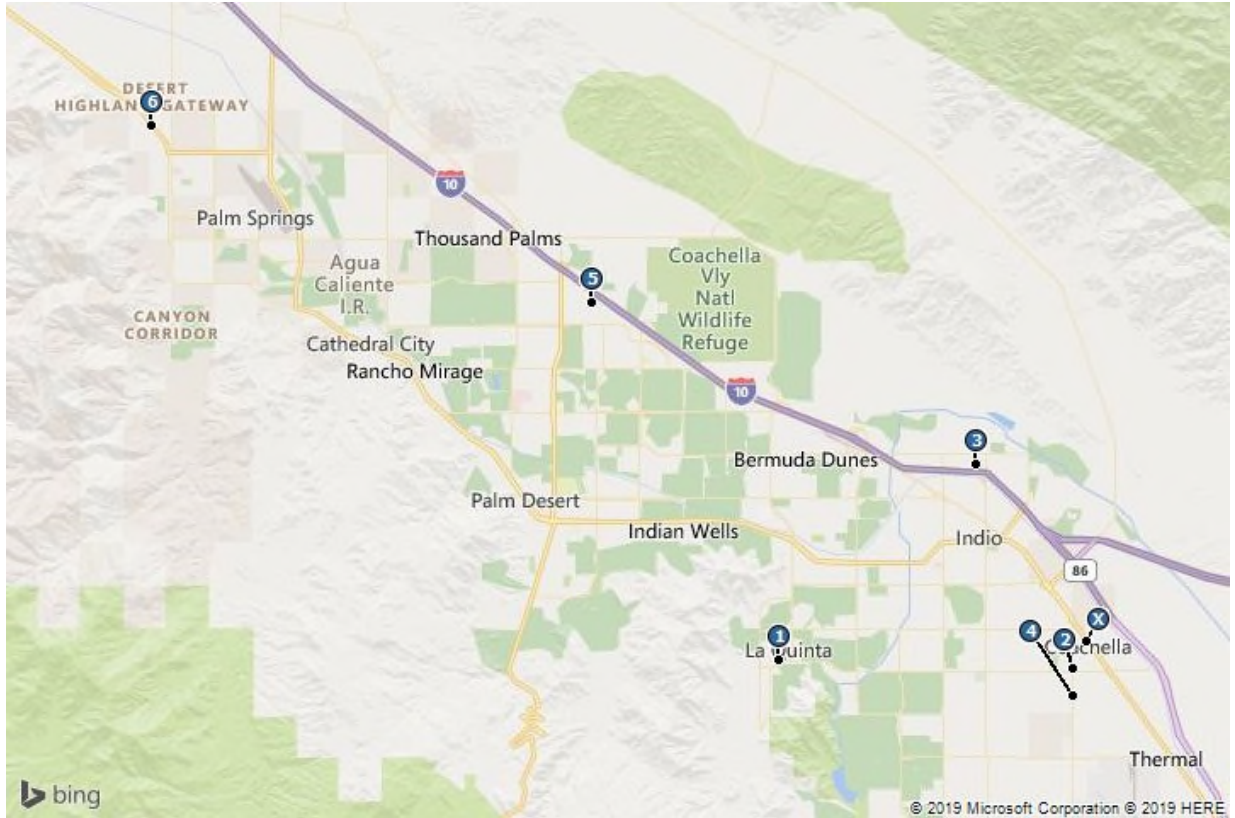 DESERT
HIGHLAND GATEWAY
6
10
Palm Springs
Thousand Palms
Agua
Caliente
I.R.
5
Coachella
Vly
Natl
Wildlife
Refuge
CANYON
CORRIDOR
Cathedral City
Rancho Mirage
10
3
Bermuda Dunes
Palm Desert
Indian Wells
Indio
86
X
4
2
Coachella
1
La Quinta
Thermal
bing
© 2019 Microsoft Corporation © 2019 HERE